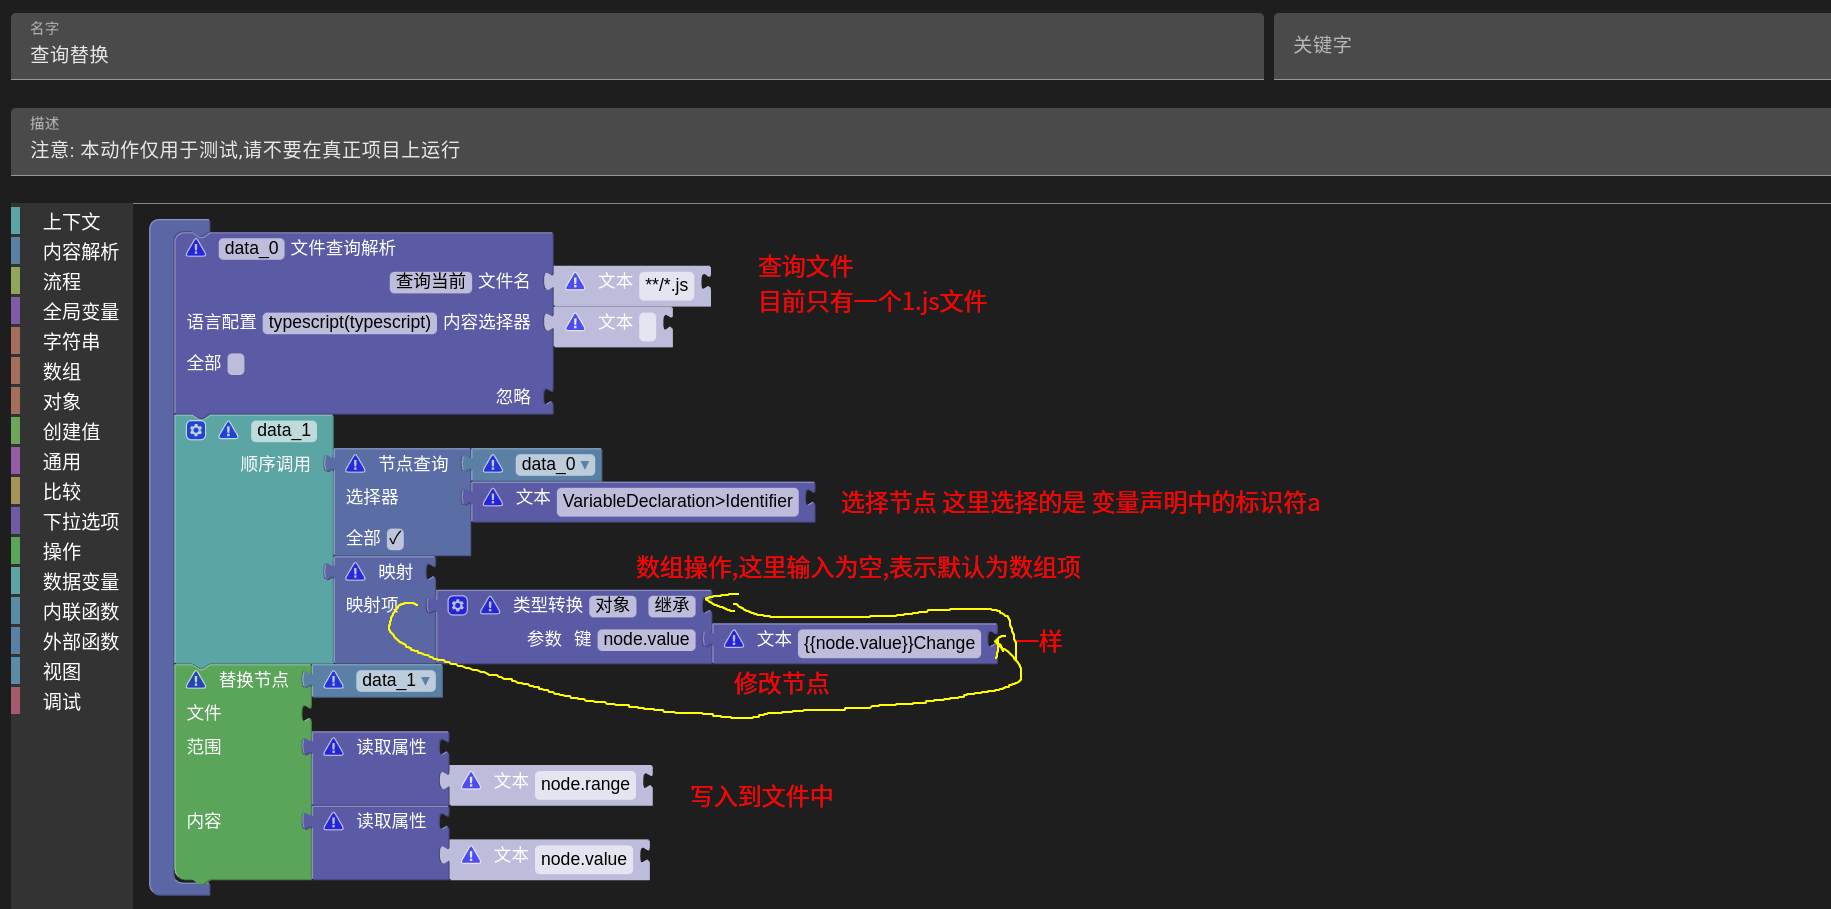 名字
查询替换
关键字
描述
注意: 本动作仅用于测试,请不要在真正项目上运行
上下文
内容解析
流程
全局变量
字符串
数组
对象
创建值
通用
比较
下拉选项
操作
数据变量
内联函数
外部函数
视图
调试
data_0 文件查询解析
查询当前 文件名 文本 **/*.js
语言配置 typescript(typescript) 内容选择器 文本
全部
忽略
查询文件
目前只有一个1.js文件
data_1
顺序调用 节点查询 data_0
选择器 文本 VariableDeclaration>Identifier
全部 ✓
选择节点 这里选择的是 变量声明中的标识符a
映射
数组操作,这里输入为空,表示默认为数组项
映射项 类型转换 对象 继承
参数 键 node.value 文本 {{node.value}}Change
一样
修改节点
替换节点 data_1
文件
范围 读取属性
文本 node.range
写入到文件中
内容 读取属性
文本 node.value